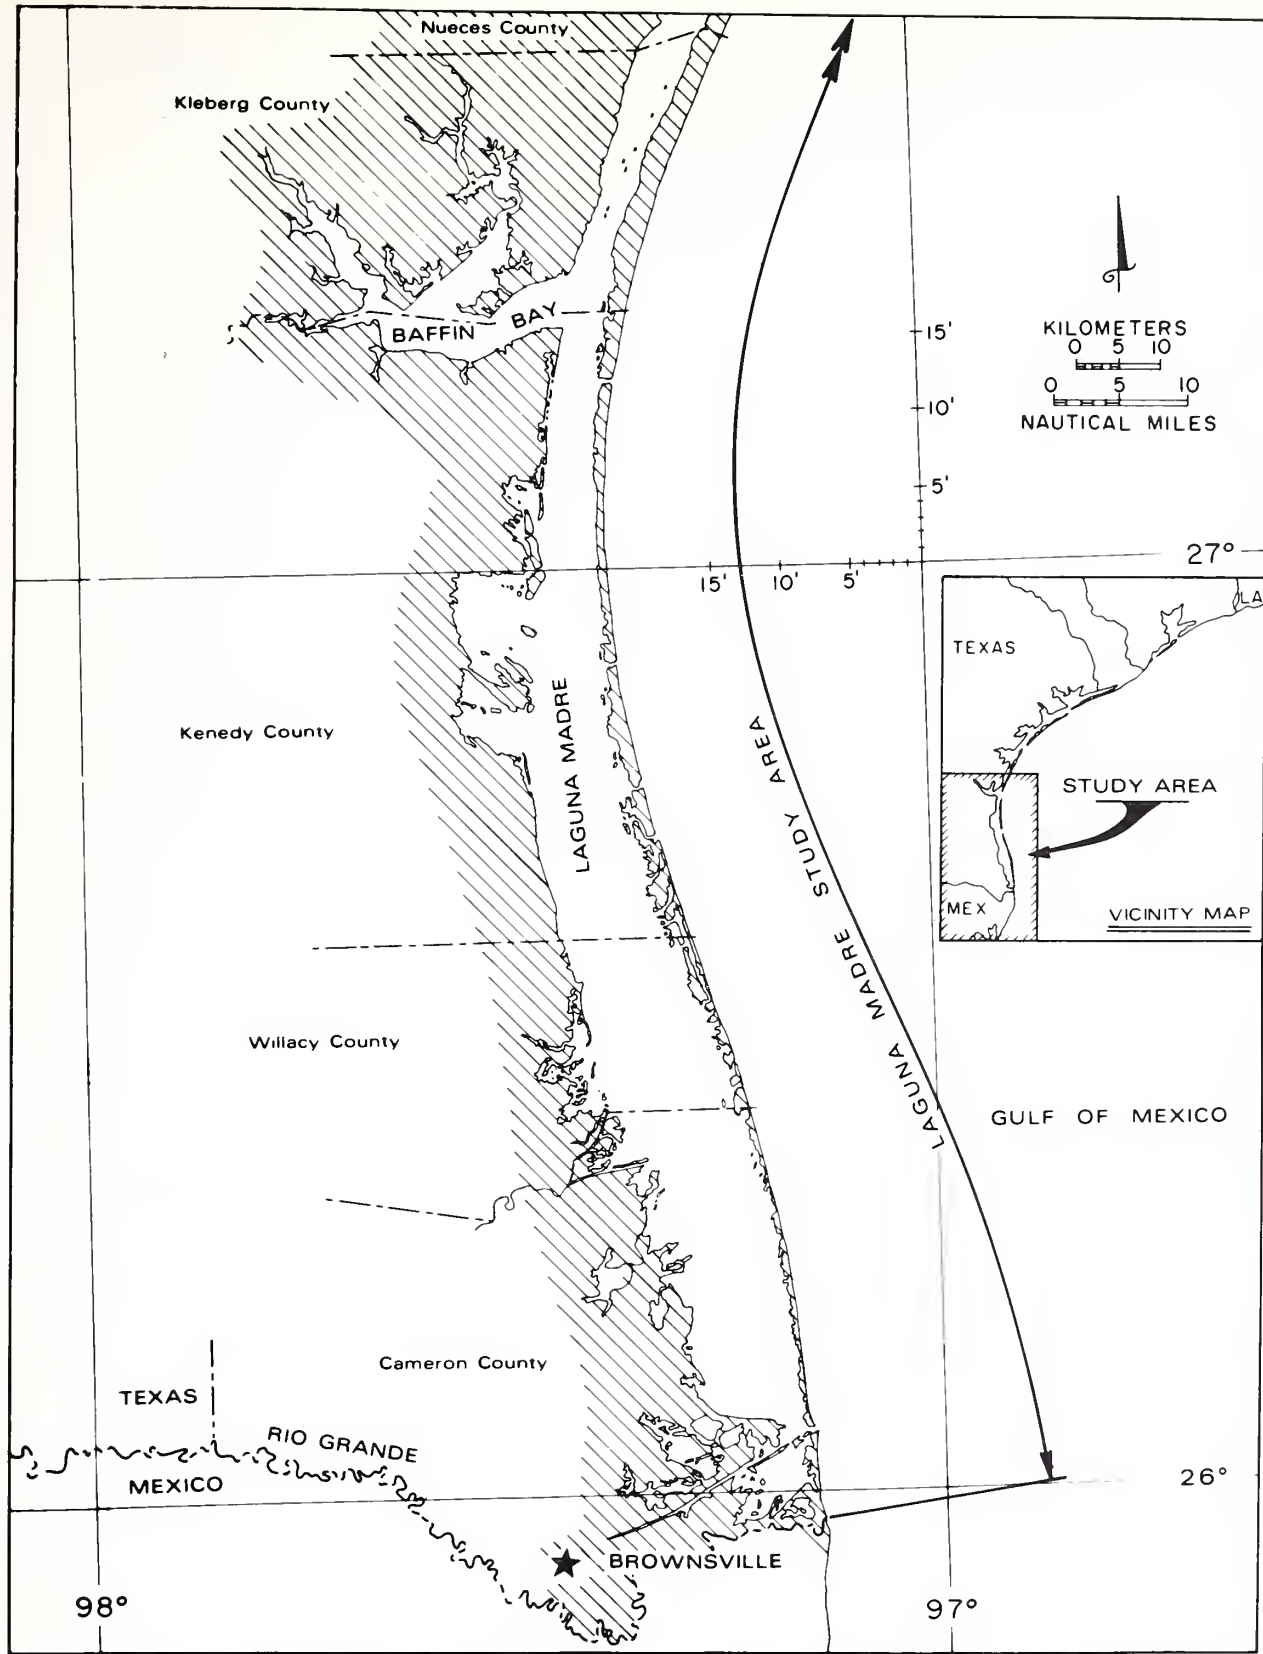 Nueces County
Kleberg County
BAFFIN BAY
15'
10'
5'
KILOMETERS
0 5 10
0 5 10
NAUTICAL MILES
27°
15' 10' 5'
LA
TEXAS
STUDY AREA
MEX
VICINITY MAP
Kenedy County
LAGUNA MADRE
LAGUNA MADRE STUDY AREA
Willacy County
GULF OF MEXICO
Cameron County
TEXAS
RIO GRANDE
MEXICO
26°
BROWNSVILLE
98°
97°